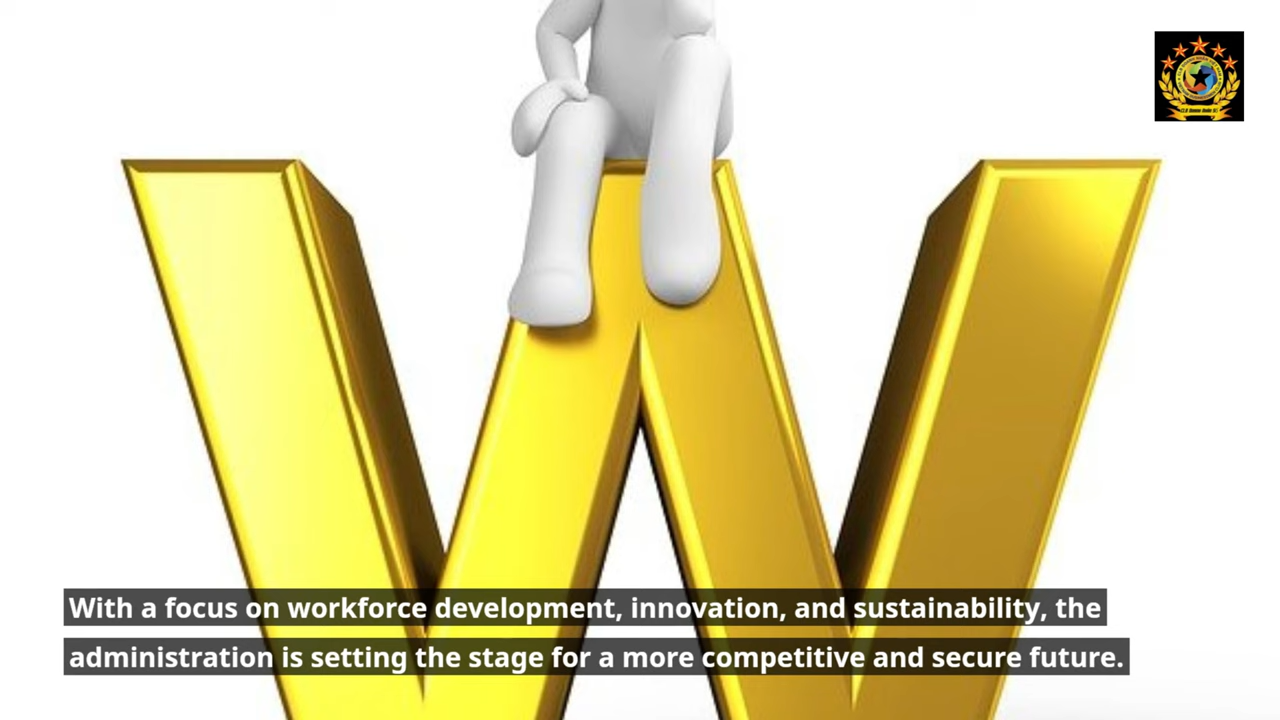 W
With a focus on workforce development, innovation, and sustainability, the
administration is setting the stage for a more competitive and secure future.